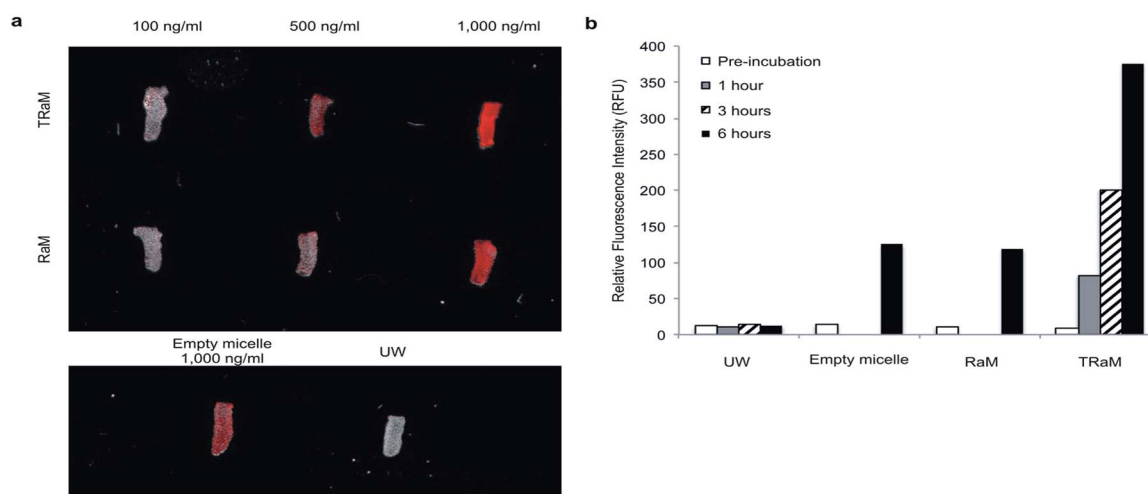 a
100 ng/ml 500 ng/ml 1,000 ng/ml
TRaM
RaM
Empty micelle
1,000 ng/ml
UW
b
400
350
300
250
200
150
100
50
0
Relative Fluorescence Intensity (RFU)
Pre-incubation
1 hour
3 hours
6 hours
UW Empty micelle RaM TRaM